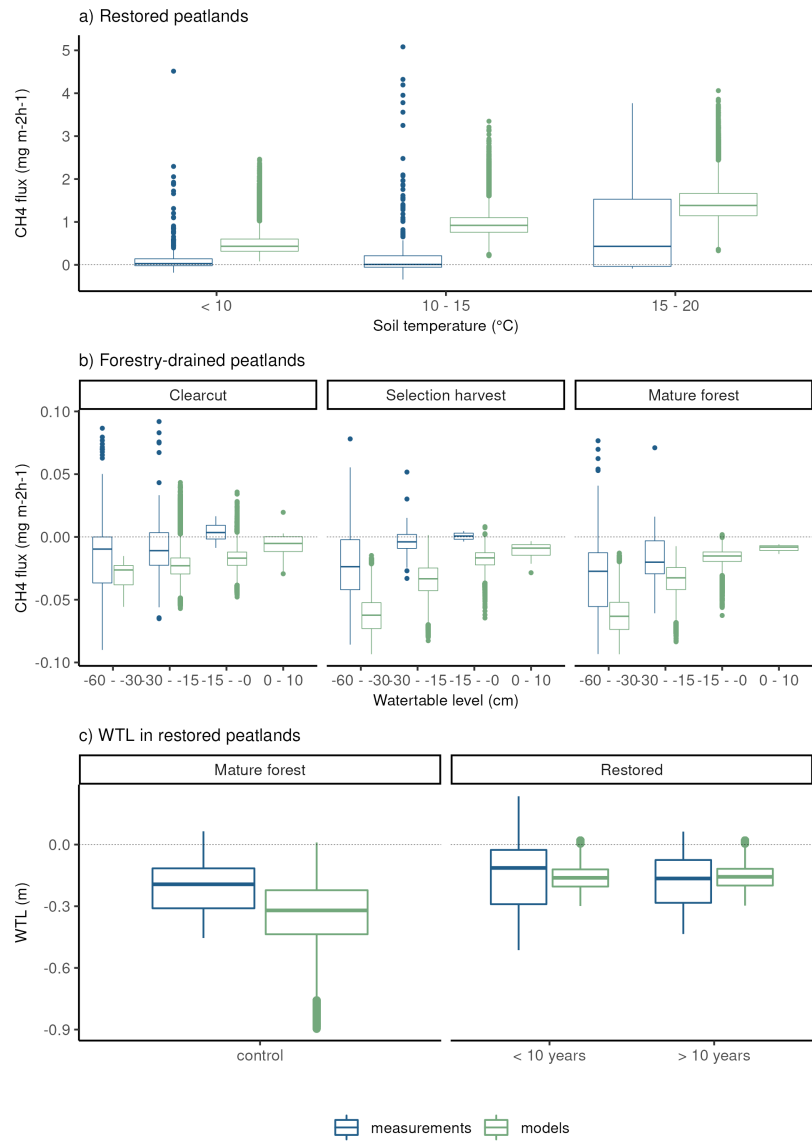 a) Restored peatlands
5
4
3
2
1
0
CH4 flux (mg m-2h-1)
< 10
10 - 15
15 - 20
Soil temperature (°C)
b) Forestry-drained peatlands
Clearcut
Selection harvest
Mature forest
0.10
0.05
0.00
-0.05
-0.10
CH4 flux (mg m-2h-1)
-60 - -30 -30 - -15 -15 - -0 0 - 10
-60 - -30 -30 - -15 -15 - -0 0 - 10
-60 - -30 -30 - -15 -15 - -0 0 - 10
Watertable level (cm)
c) WTL in restored peatlands
Mature forest
Restored
0.0
-0.3
-0.6
-0.9
WTL (m)
control
< 10 years
> 10 years
measurements
models